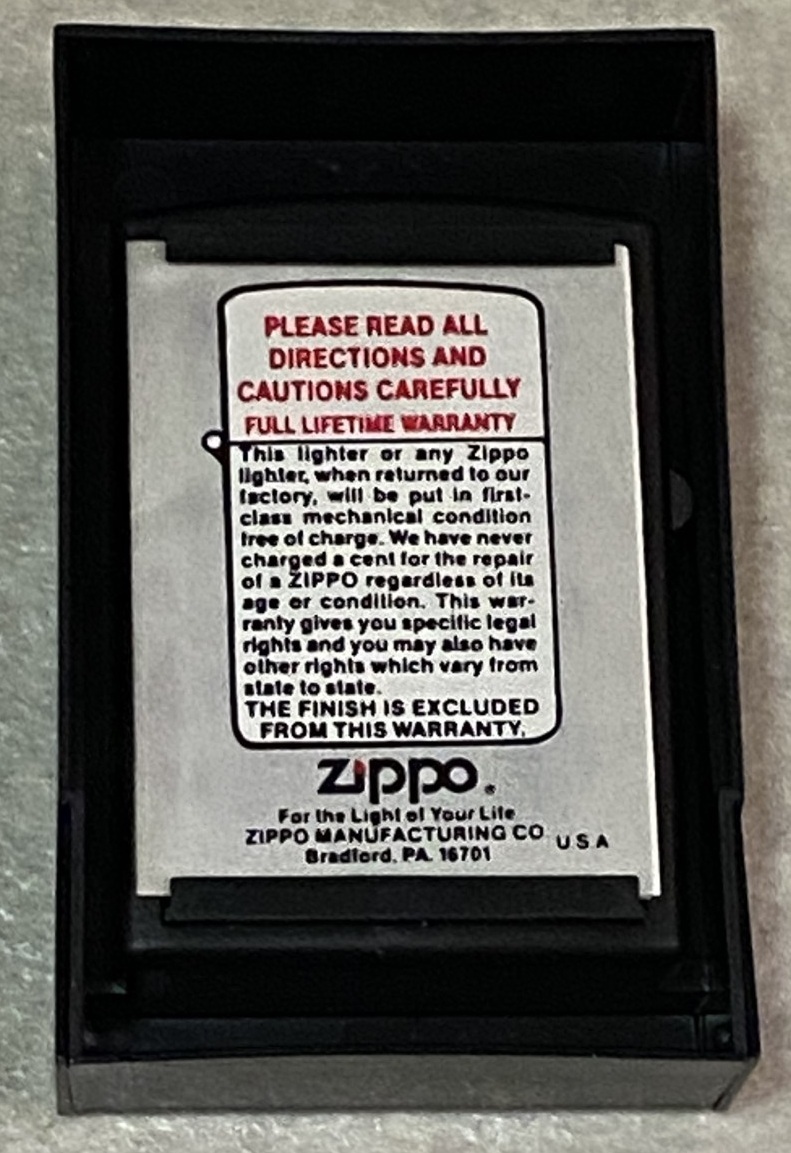 PLEASE READ ALL
DIRECTIONS AND
CAUTIONS CAREFULLY
FULL LIFETIME WARRANTY
This lighter or any Zippo
lighter, when returned to our
factory, will be put in first-
class mechanical condition
free of charge. We have never
charged a cent for the repair
of a ZIPPO regardless of its
age or condition. This war-
ranty gives you specific legal
rights and you may also have
other rights which vary from
state to state.
THE FINISH IS EXCLUDED
FROM THIS WARRANTY.
zippo®
For the Light of Your Life
ZIPPO MANUFACTURING CO USA
Bradford, PA. 16701